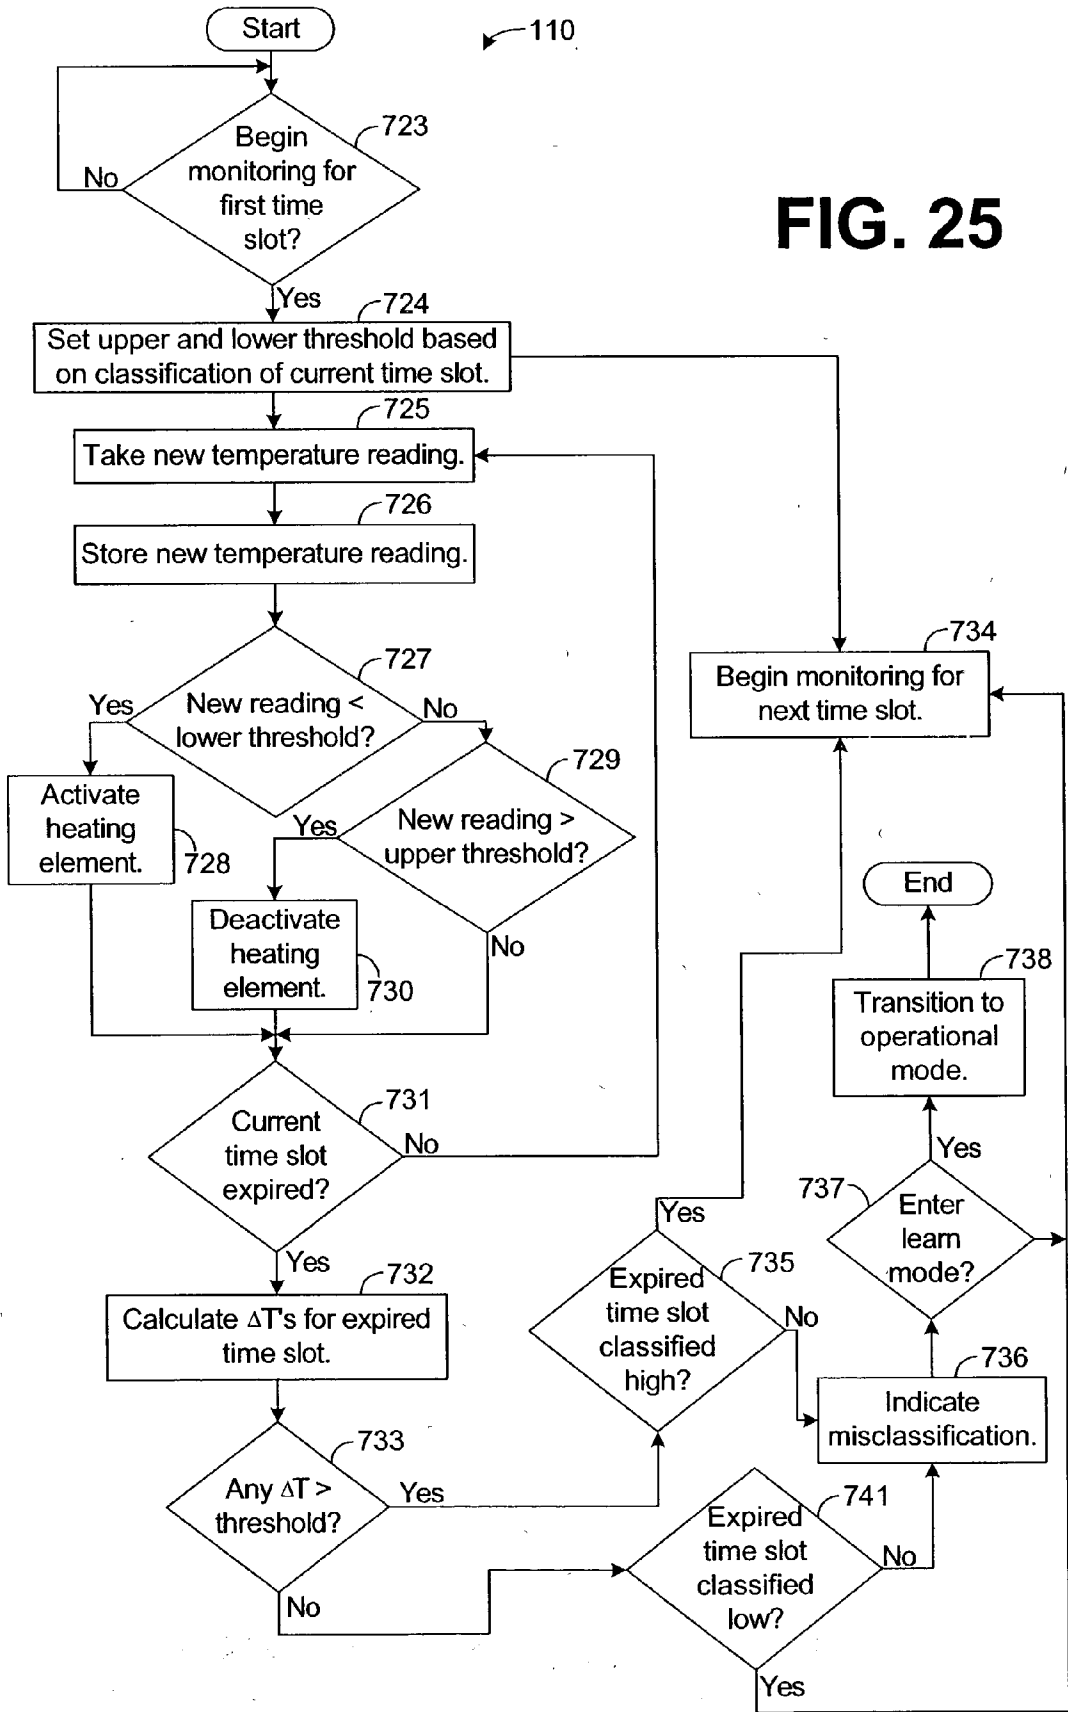 Start
110
723
Begin
monitoring for
first time
slot?
No
FIG. 25
Yes
724
Set upper and lower threshold based
on classification of current time slot.
725
Take new temperature reading.
726
Store new temperature reading.
727
New reading <
lower threshold?
Yes
No
734
Begin monitoring for
next time slot.
729
New reading >
upper threshold?
Activate
heating
element.
728
Yes
Deactivate
heating
element.
730
No
End
738
Transition to
operational
mode.
731
Current
time slot
expired?
No
Yes
Yes
737
Enter
learn
mode?
Yes
735
Expired
time slot
classified
high?
No
732
Calculate ΔT's for expired
time slot.
736
Indicate
misclassification.
733
Any ΔT >
threshold?
Yes
No
741
Expired
time slot
classified
low?
No
Yes